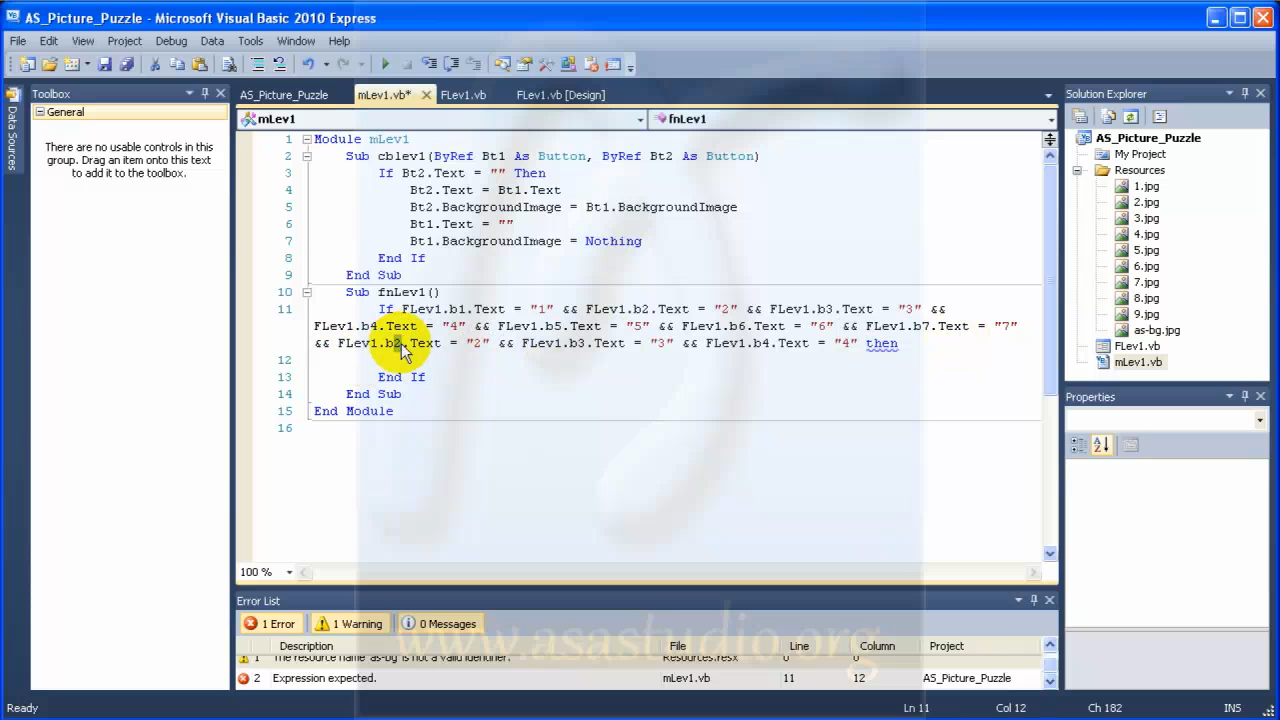 AS_Picture_Puzzle - Microsoft Visual Basic 2010 Express
File Edit View Project Debug Data Tools Window Help
Data Sources
Toolbox
General
There are no usable controls in this
group. Drag an item onto this text
to add it to the toolbox.
AS_Picture_Puzzle mLev1.vb* FLev1.vb FLev1.vb [Design]
mLev1 fnLev1
1 Module mLev1
2 Sub cblev1(ByRef Bt1 As Button, ByRef Bt2 As Button)
3 If Bt2.Text = "" Then
4 Bt2.Text = Bt1.Text
5 Bt2.BackgroundImage = Bt1.BackgroundImage
6 Bt1.Text = ""
7 Bt1.BackgroundImage = Nothing
8 End If
9 End Sub
10 Sub fnLev1()
11 If FLev1.b1.Text = "1" && FLev1.b2.Text = "2" && FLev1.b3.Text = "3" &&
FLev1.b4.Text = "4" && FLev1.b5.Text = "5" && FLev1.b6.Text = "6" && FLev1.b7.Text = "7"
&& FLev1.b2.Text = "2" && FLev1.b3.Text = "3" && FLev1.b4.Text = "4" then
12
13 End If
14 End Sub
15 End Module
16
100 %
Solution Explorer
AS_Picture_Puzzle
My Project
Resources
1.jpg
2.jpg
3.jpg
4.jpg
5.jpg
6.jpg
7.jpg
8.jpg
9.jpg
as-bg.jpg
FLev1.vb
mLev1.vb
Properties
Error List
1 Error 1 Warning 0 Messages
Description File Line Column Project
1 The resource name 'as-bg' is not a valid identifier. Resources.resx 0 0
2 Expression expected. mLev1.vb 11 12 AS_Picture_Puzzle
www.asastudio.org
Ready Ln 11 Col 12 Ch 182 INS